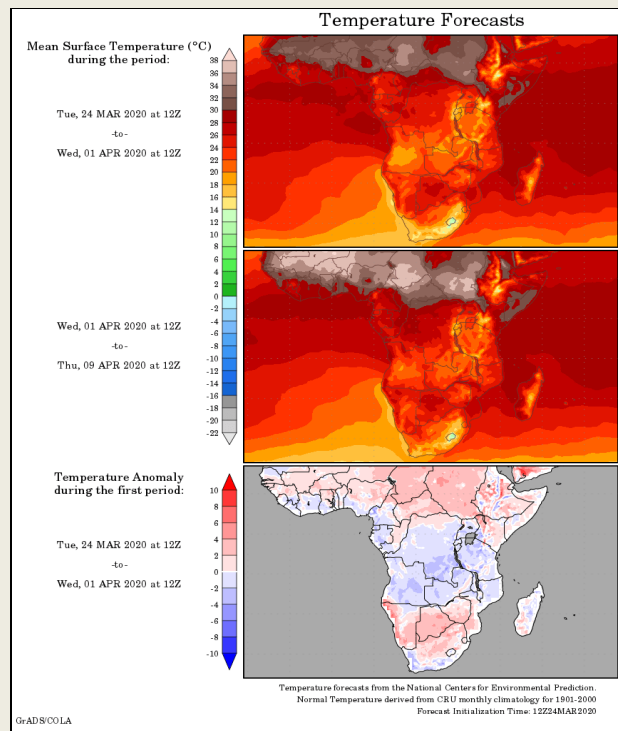 Temperature Forecasts
Mean Surface Temperature (°C)
during the period:
Tue, 24 MAR 2020 at 12Z
-to-
Wed, 01 APR 2020 at 12Z
38
36
34
32
30
28
26
24
22
20
18
16
14
12
10
8
6
4
2
0
-2
-4
-6
-8
-10
-12
-14
-16
-17
-18
-20
-22
Wed, 01 APR 2020 at 12Z
-to-
Thu, 09 APR 2020 at 12Z
Temperature Anomaly
during the first period:
Tue, 24 MAR 2020 at 12Z
-to-
Wed, 01 APR 2020 at 12Z
10
8
6
4
2
0
-2
-4
-6
-8
-10
Temperature forecasts from the National Centers for Environmental Prediction.
Normal Temperature derived from CRU monthly climatology for 1901-2000
Forecast Initialization Time: 12Z24MAR2020
GrADS/COLA